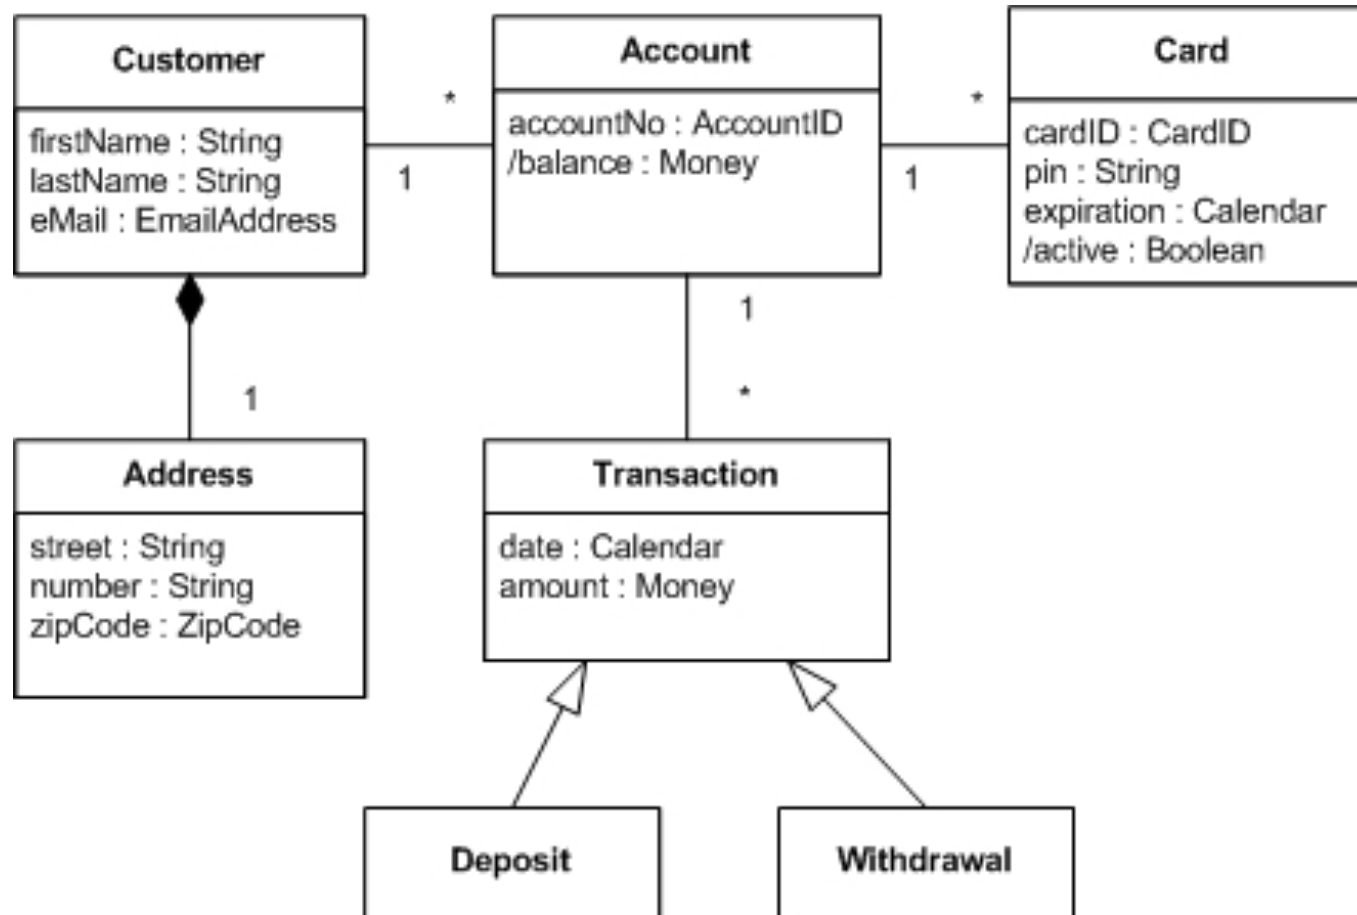 Customer
firstName : String
lastName : String
eMail : EmailAddress
*
1
Account
accountNo : AccountID
/balance : Money
*
1
Card
cardID : CardID
pin : String
expiration : Calendar
/active : Boolean
1
*
1
Address
street : String
number : String
zipCode : ZipCode
Transaction
date : Calendar
amount : Money
Deposit
Withdrawal